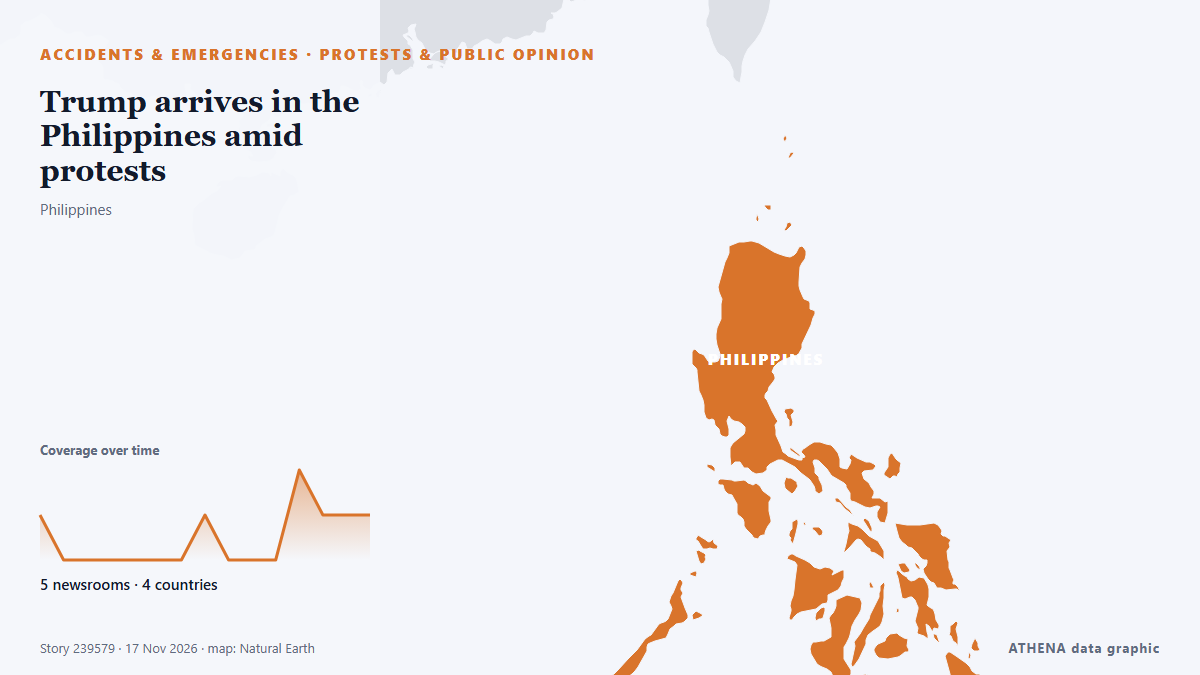 ACCIDENTS & EMERGENCIES · PROTESTS & PUBLIC OPINION
Trump arrives in the
Philippines amid
protests
Philippines
PHILIPPINES
Coverage over time
5 newsrooms · 4 countries
Story 239579 · 17 Nov 2026 · map: Natural Earth
ATHENA data graphic